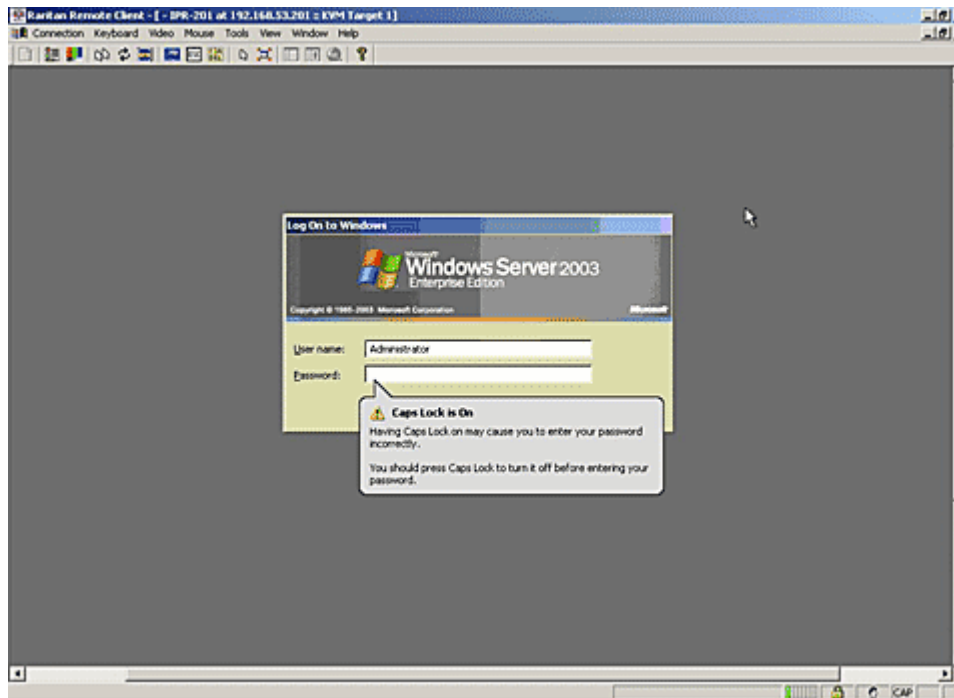 Raritan Remote Client - [ - IPR-201 at 192.168.53.201 :: KVM Target 1]
Connection Keyboard Video Mouse Tools View Window Help
Log On to Windows
Microsoft
Windows Server 2003
Enterprise Edition
Copyright © 1985-2003 Microsoft Corporation Microsoft
User name: Administrator
Password:
Caps Lock is On
Having Caps Lock on may cause you to enter your password
incorrectly.
You should press Caps Lock to turn it off before entering your
password.
CAP